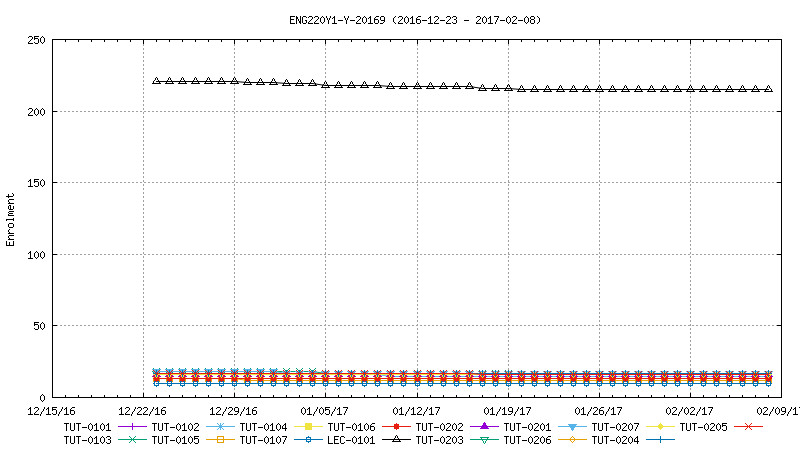 ENG220Y1-Y-20169 (2016-12-23 - 2017-02-08)
250
200
150
100
50
0
Enrolment
12/15/16 12/22/16 12/29/16 01/05/17 01/12/17 01/19/17 01/26/17 02/02/17 02/09/17
TUT-0101 TUT-0102 TUT-0104 TUT-0106 TUT-0202 TUT-0201 TUT-0207 TUT-0205
TUT-0103 TUT-0105 TUT-0107 LEC-0101 TUT-0203 TUT-0206 TUT-0204